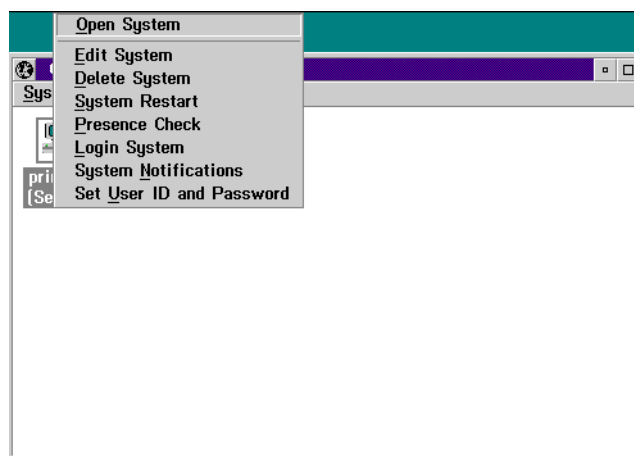 Open System
Edit System
Delete System
Sys
System Restart
Presence Check
Login System
System Notifications
pri
Set User ID and Password
(Se